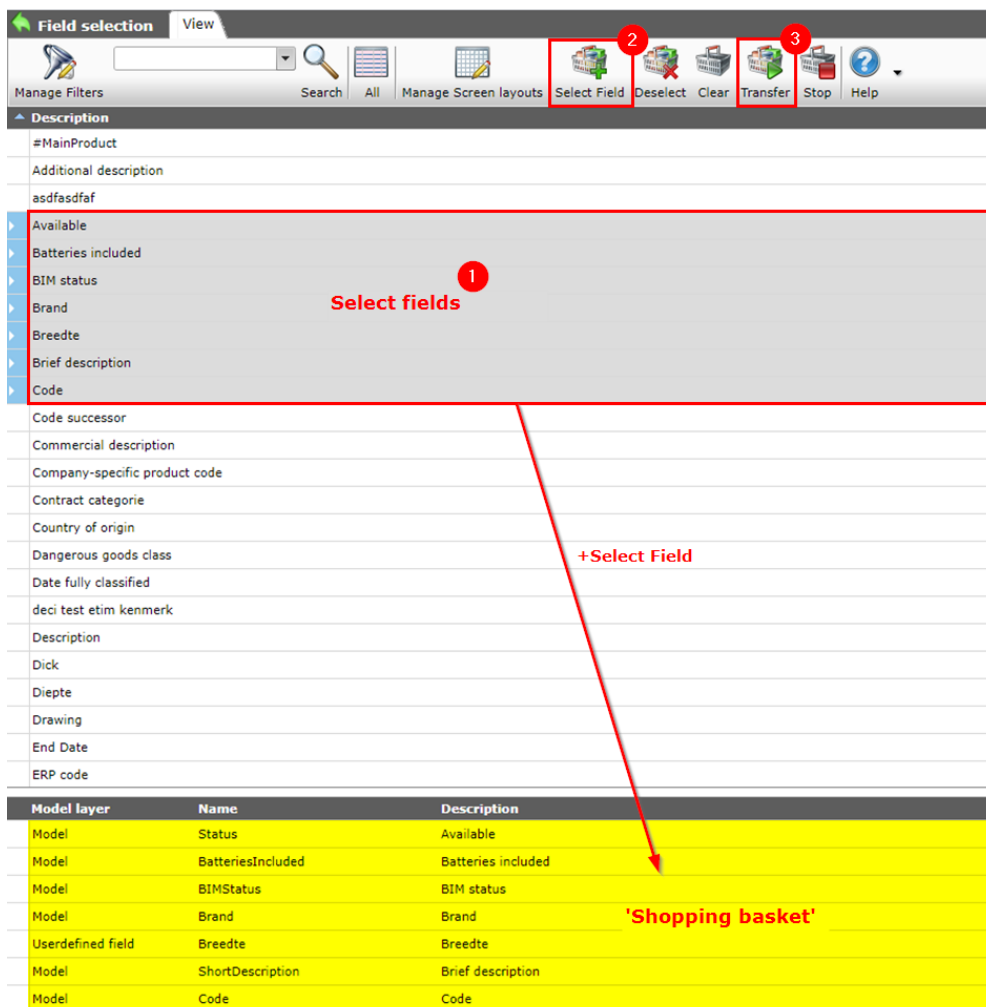 Field selection View
2 3
Manage Filters Search All Manage Screen layouts Select Field Deselect Clear Transfer Stop Help
Description
#MainProduct
Additional description
asdfasdfaf
Available
Batteries included
BIM status
1
Select fields
Brand
Breedte
Brief description
Code
Code successor
Commercial description
Company-specific product code
Contract categorie
Country of origin
Dangerous goods class
+Select Field
Date fully classified
deci test etim kenmerk
Description
Dick
Diepte
Drawing
End Date
ERP code
Model layer Name Description
Model Status Available
Model BatteriesIncluded Batteries included
Model BIMStatus BIM status
Model Brand Brand
'Shopping basket'
Userdefined field Breedte Breedte
Model ShortDescription Brief description
Model Code Code